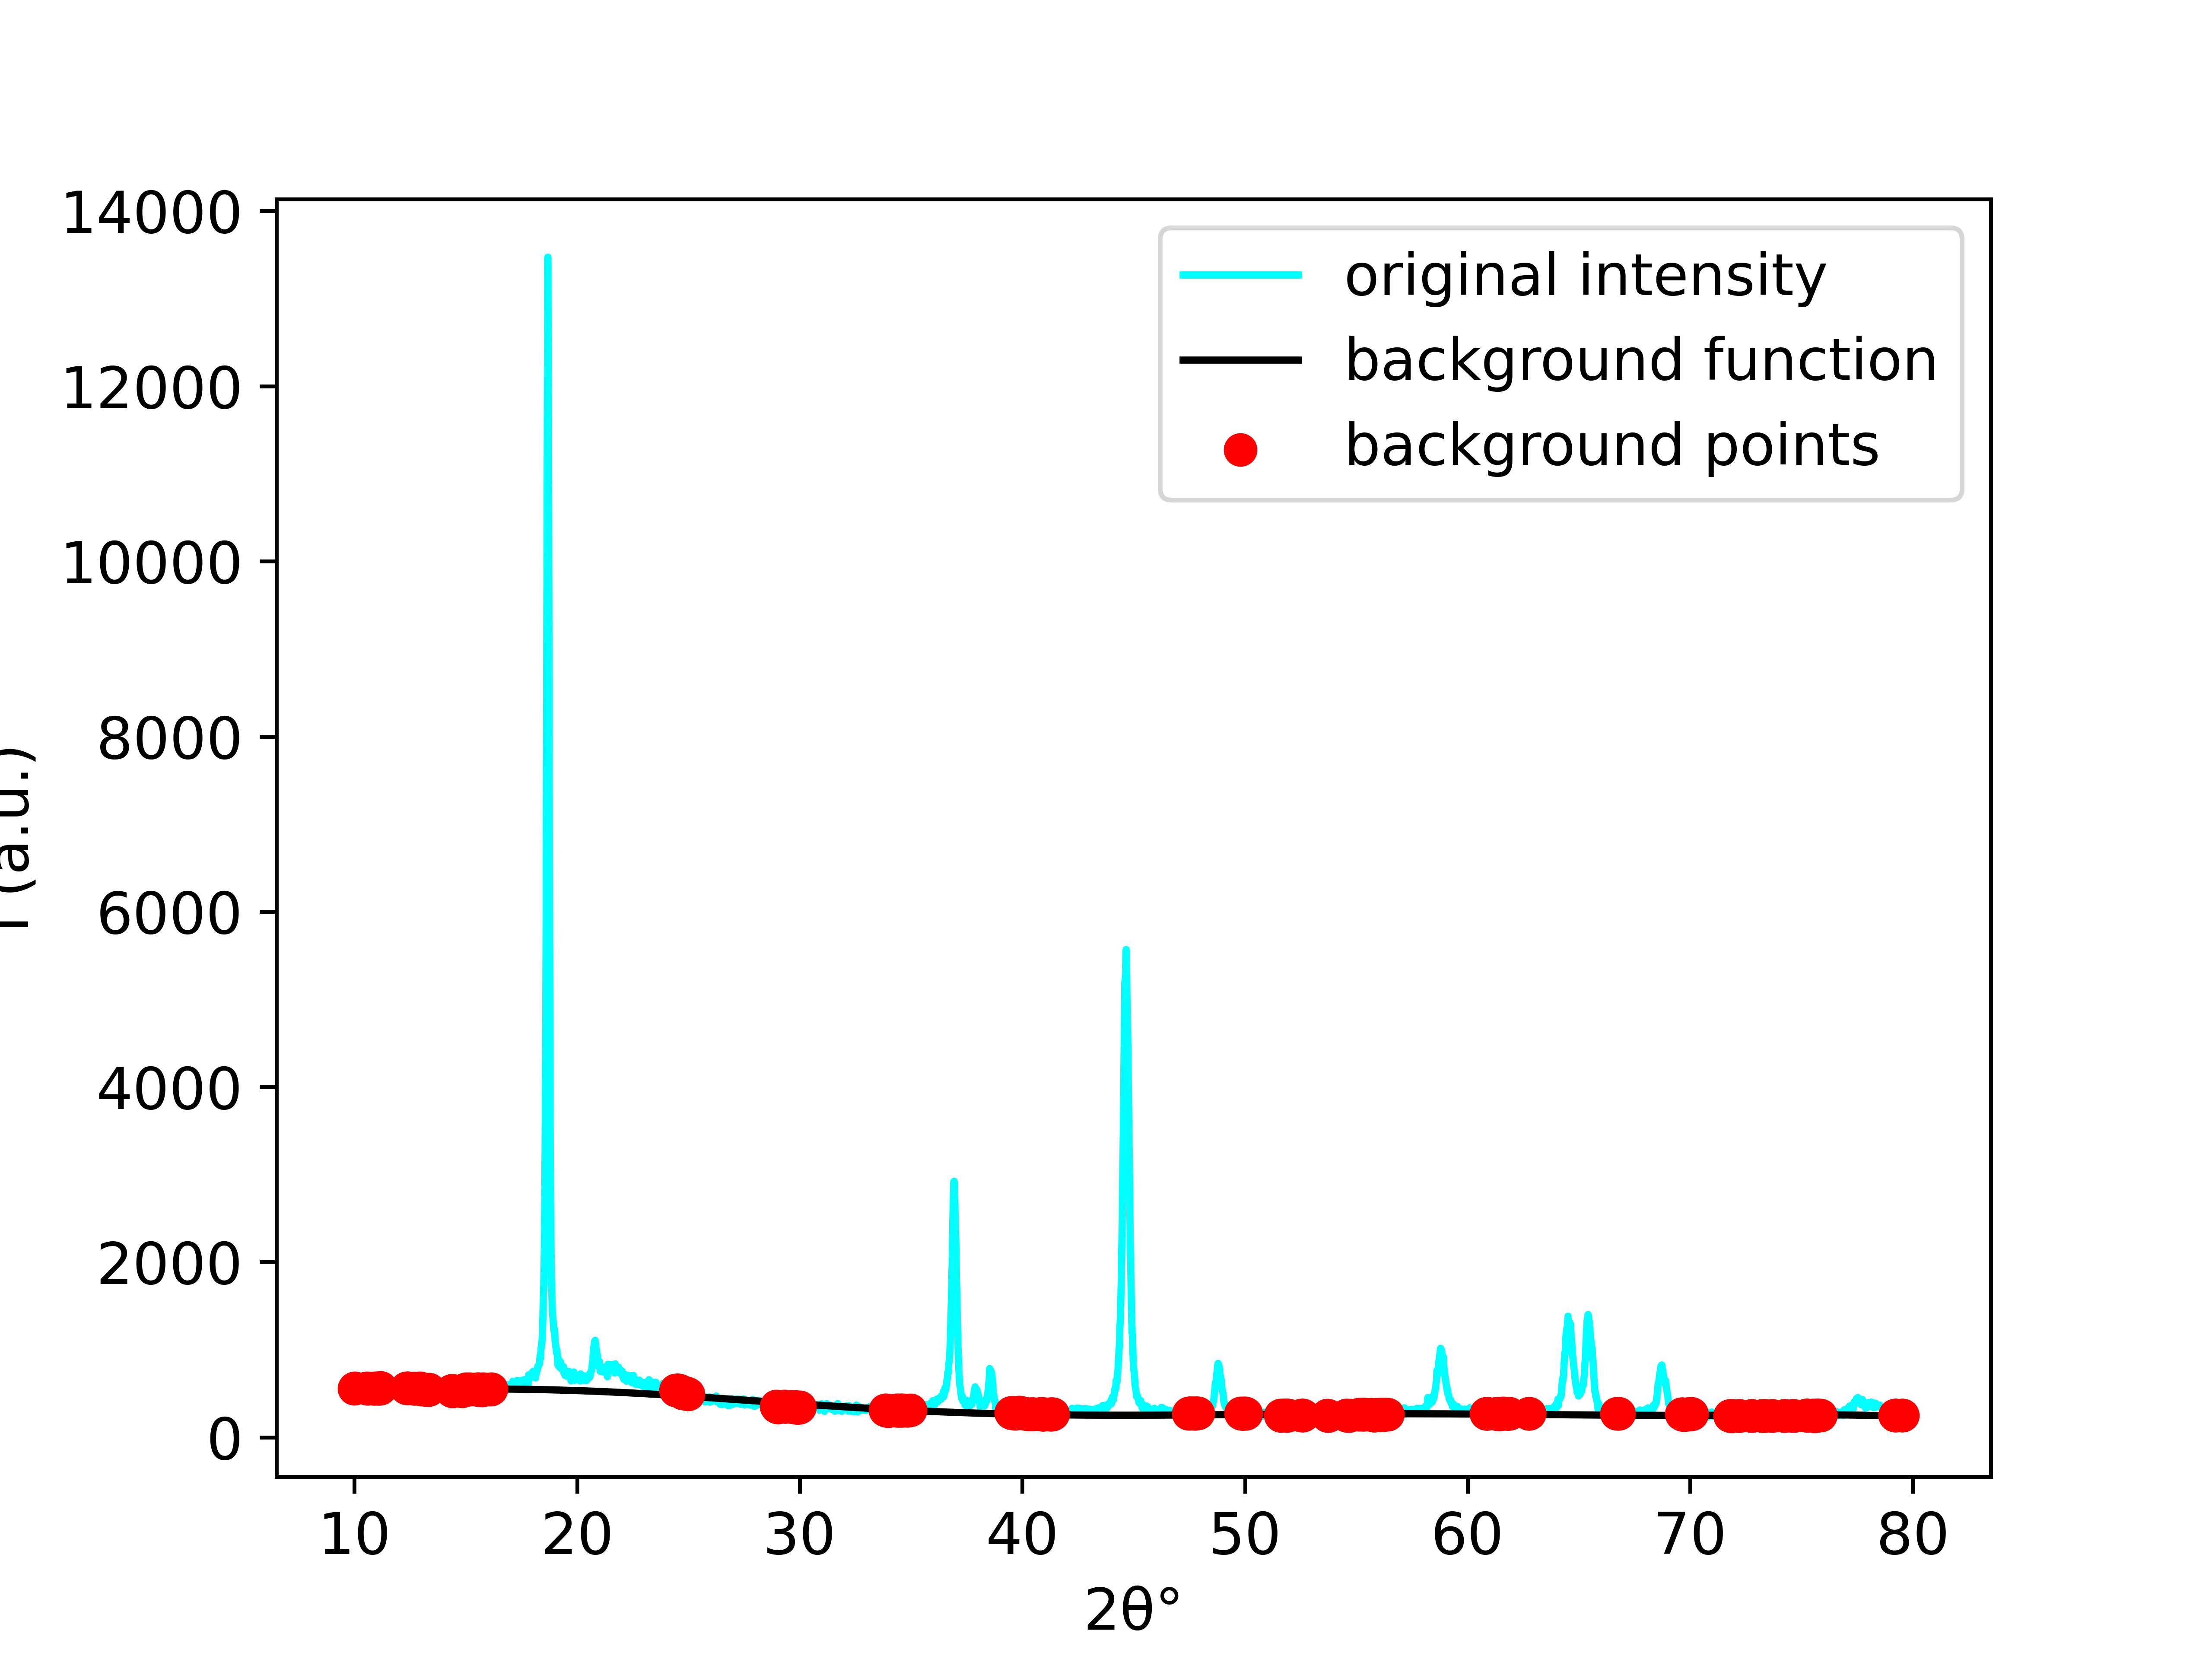 14000
12000
10000
8000
6000
4000
2000
0
(a.u.)
original intensity
background function
background points
10 20 30 40 50 60 70 80
2θ°